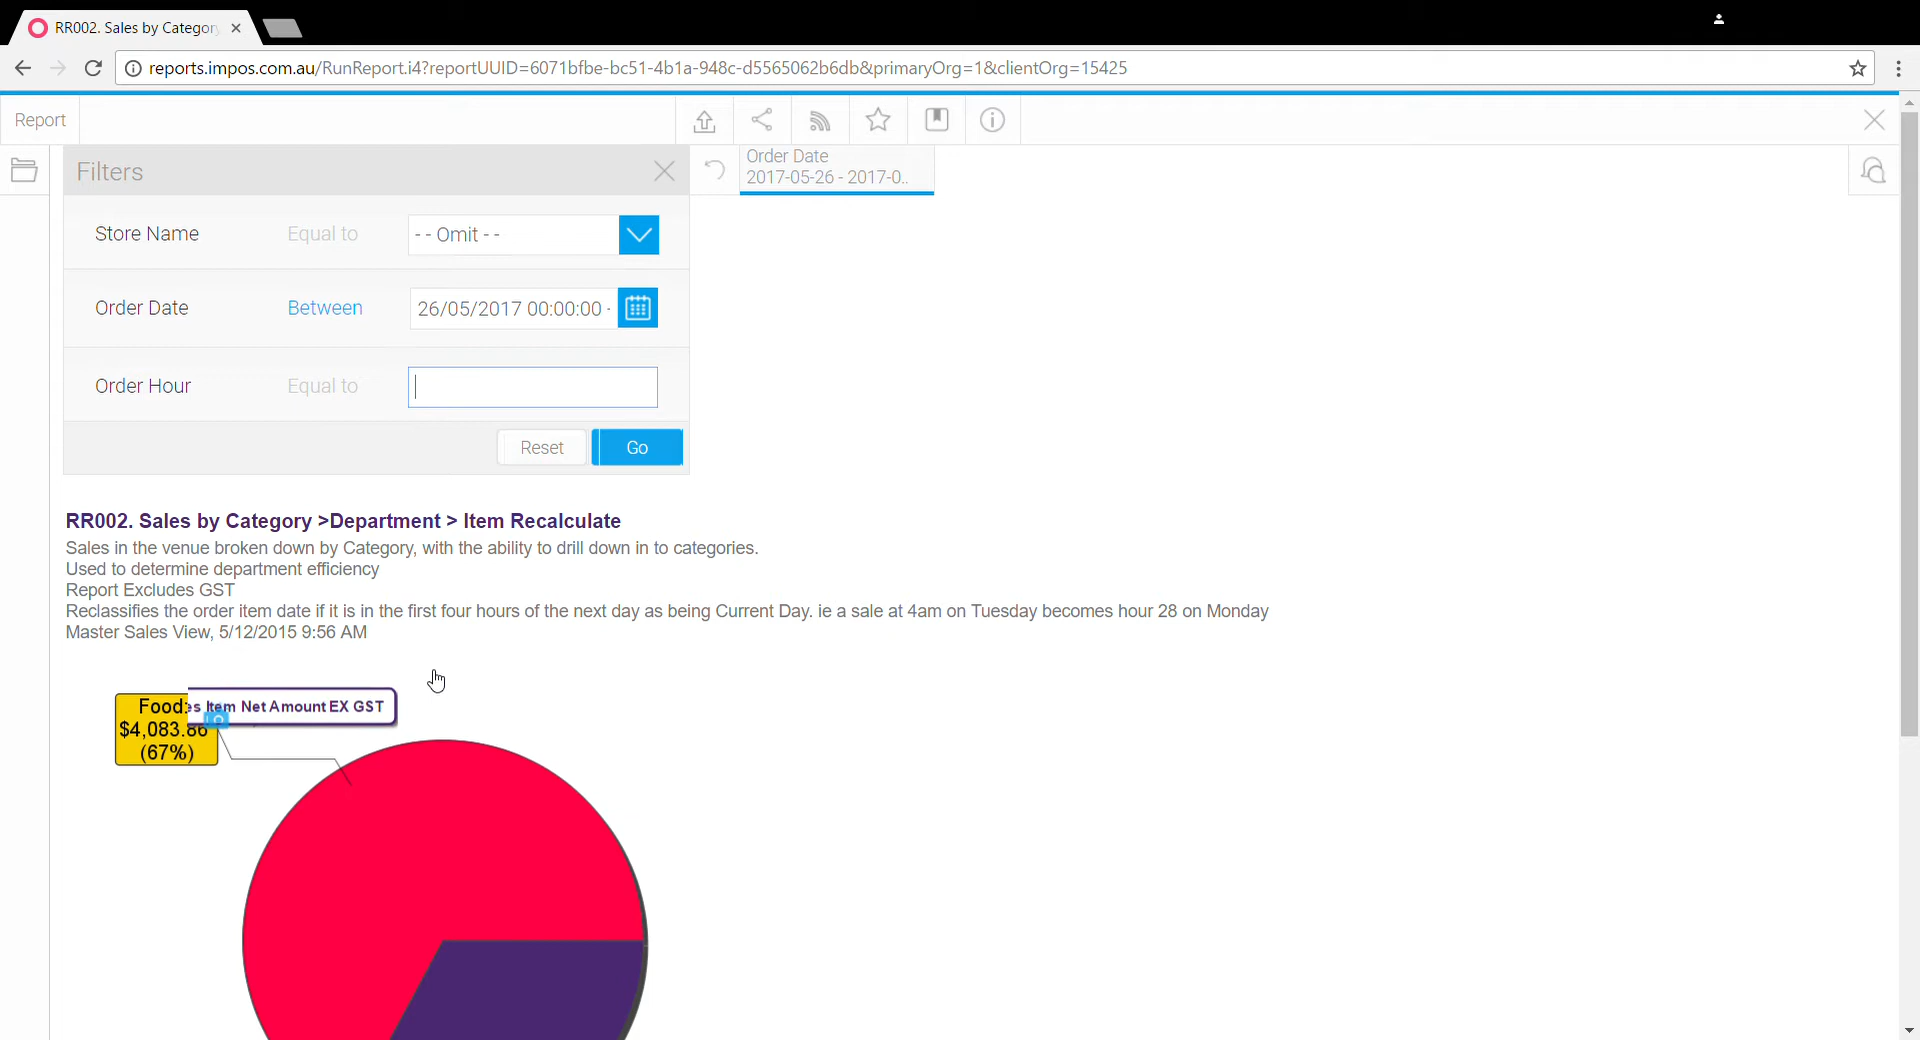 RR002. Sales by Categor
reports.impos.com.au/RunReport.i4?reportUUID=6071bfbe-bc51-4b1a-948c-d5565062b6db&primaryOrg=1&clientOrg=15425
Report
Filters
Order Date
2017-05-26 - 2017-0..
Store Name Equal to - - Omit - -
Order Date Between 26/05/2017 00:00:00 -
Order Hour Equal to
Reset Go
RR002. Sales by Category >Department > Item Recalculate
Sales in the venue broken down by Category, with the ability to drill down in to categories.
Used to determine department efficiency
Report Excludes GST
Reclassifies the order item date if it is in the first four hours of the next day as being Current Day. ie a sale at 4am on Tuesday becomes hour 28 on Monday
Master Sales View, 5/12/2015 9:56 AM
Food:
$4,083.86
(67%)
es Item Net Amount EX GST